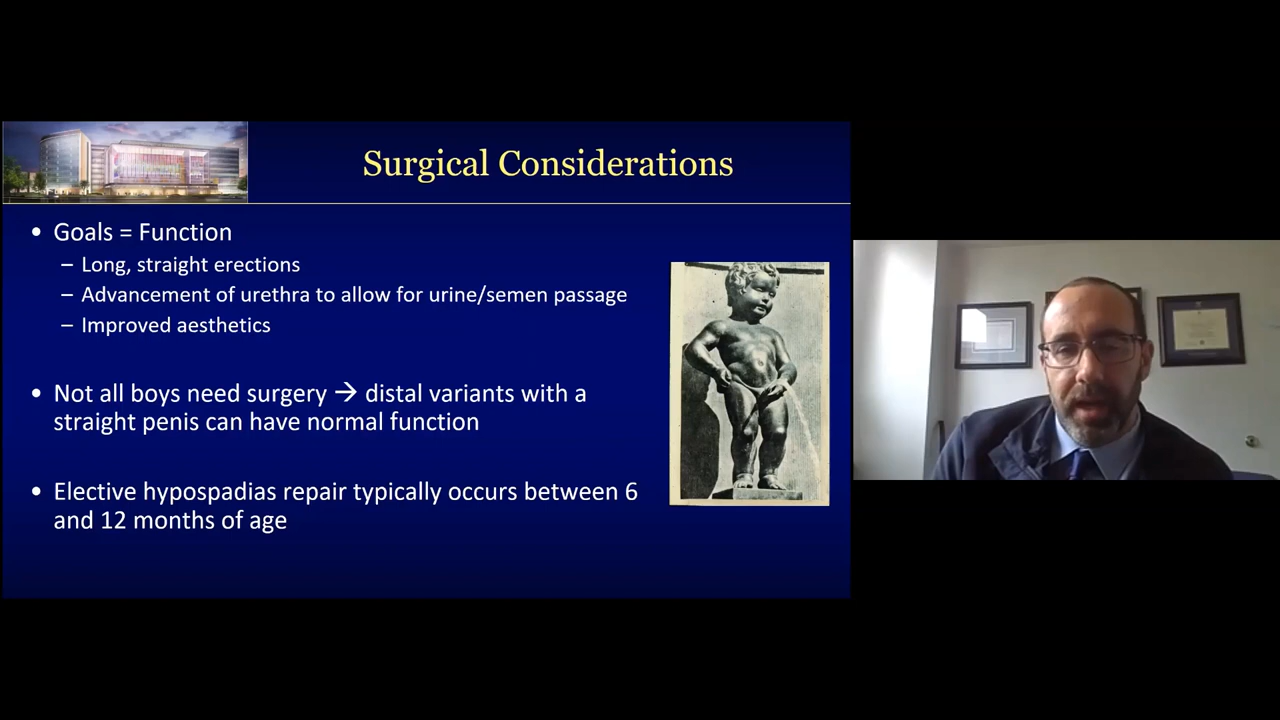 Surgical Considerations
• Goals = Function
– Long, straight erections
– Advancement of urethra to allow for urine/semen passage
– Improved aesthetics
• Not all boys need surgery → distal variants with a
straight penis can have normal function
• Elective hypospadias repair typically occurs between 6
and 12 months of age